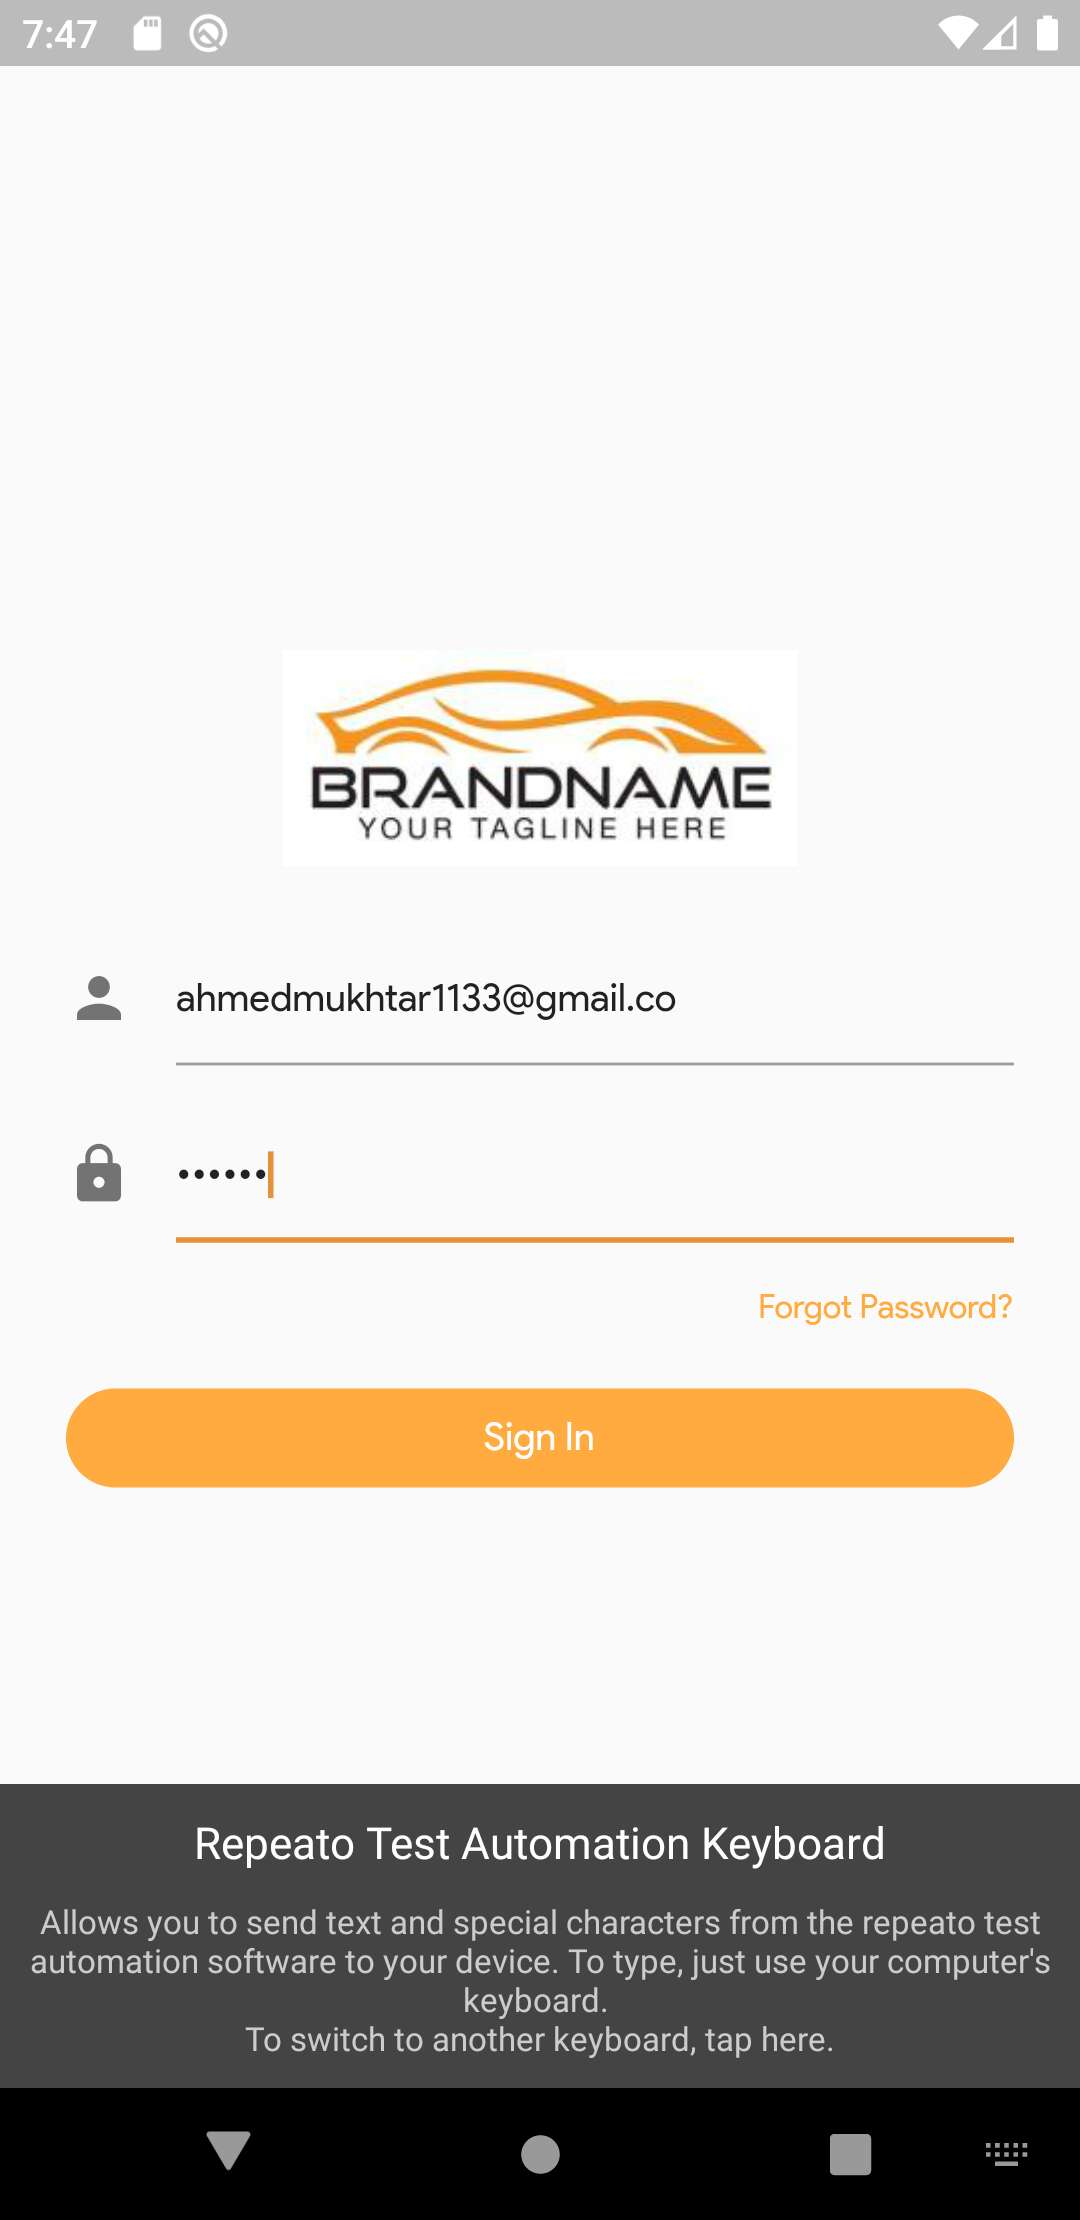 7:47
BRANDNAME
YOUR TAGLINE HERE
ahmedmukhtar1133@gmail.co
••••••
Forgot Password?
Sign In
Repeato Test Automation Keyboard
Allows you to send text and special characters from the repeato test
automation software to your device. To type, just use your computer's
keyboard.
To switch to another keyboard, tap here.